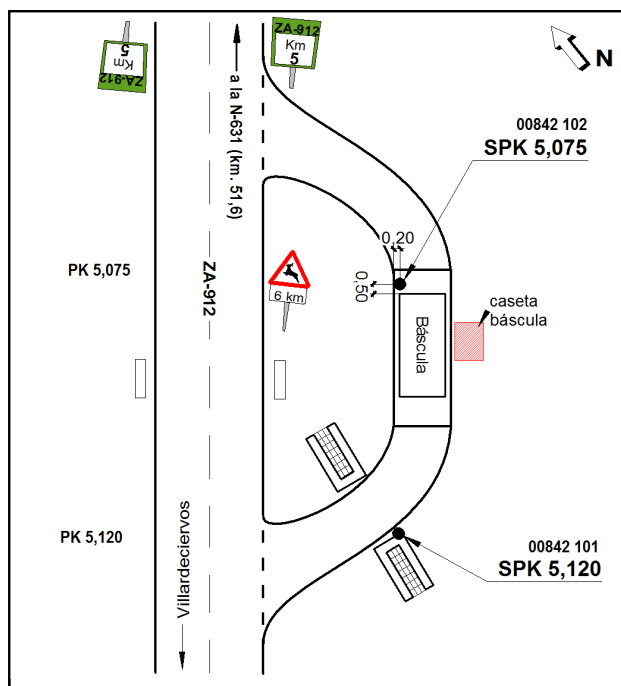 ZA-912
Km
5
ZA-912
Km
5
a la N-631 (km. 51,6)
N
00842 102
SPK 5,075
0,20
PK 5,075
ZA-912
6 km
0,50
caseta
báscula
Báscula
PK 5,120
Villardeciervos
00842 101
SPK 5,120